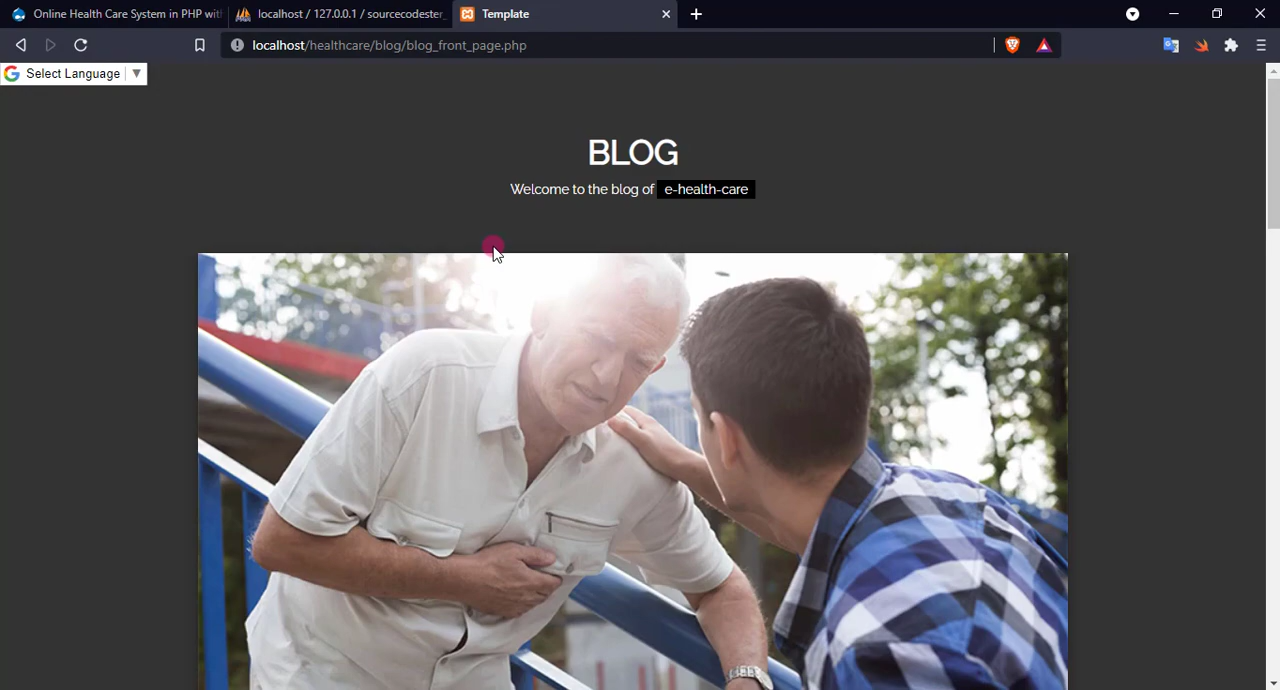 Online Health Care System in PHP wit
localhost / 127.0.0.1 / sourcecodester_
Template
localhost/healthcare/blog/blog_front_page.php
Select Language
BLOG
Welcome to the blog of e-health-care